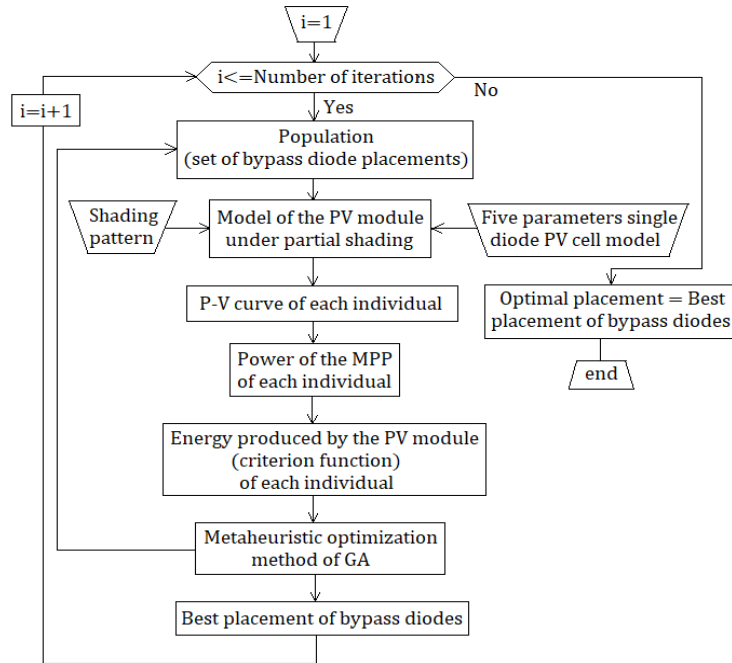 i=1
i<=Number of iterations
No
i=i+1
Yes
Population
(set of bypass diode placements)
Shading
pattern
Model of the PV module
under partial shading
Five parameters single
diode PV cell model
P-V curve of each individual
Optimal placement = Best
placement of bypass diodes
Power of the MPP
of each individual
end
Energy produced by the PV module
(criterion function)
of each individual
Metaheuristic optimization
method of GA
Best placement of bypass diodes